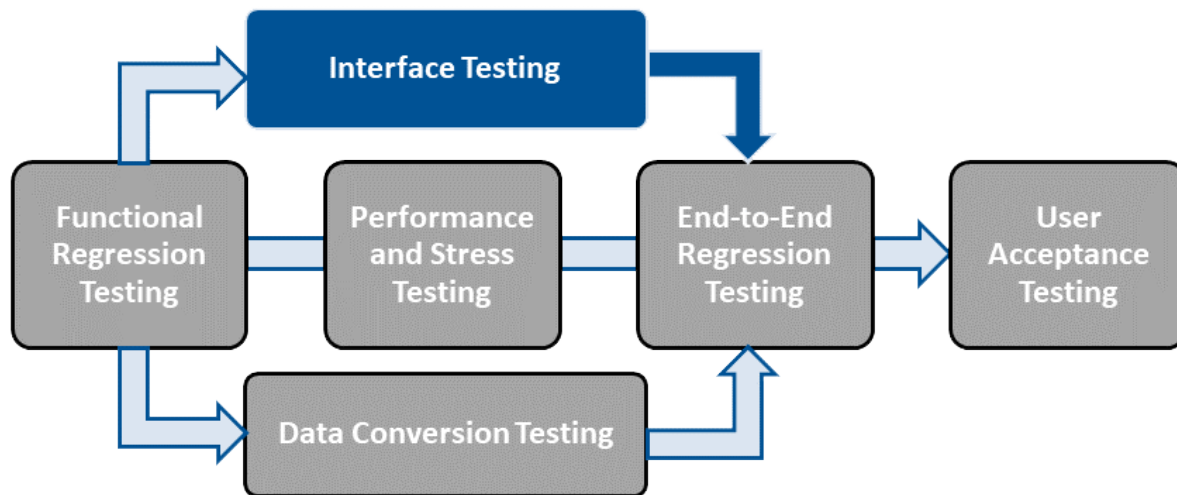 Interface Testing
Functional
Regression
Testing
Performance
and Stress
Testing
End-to-End
Regression
Testing
User
Acceptance
Testing
Data Conversion Testing